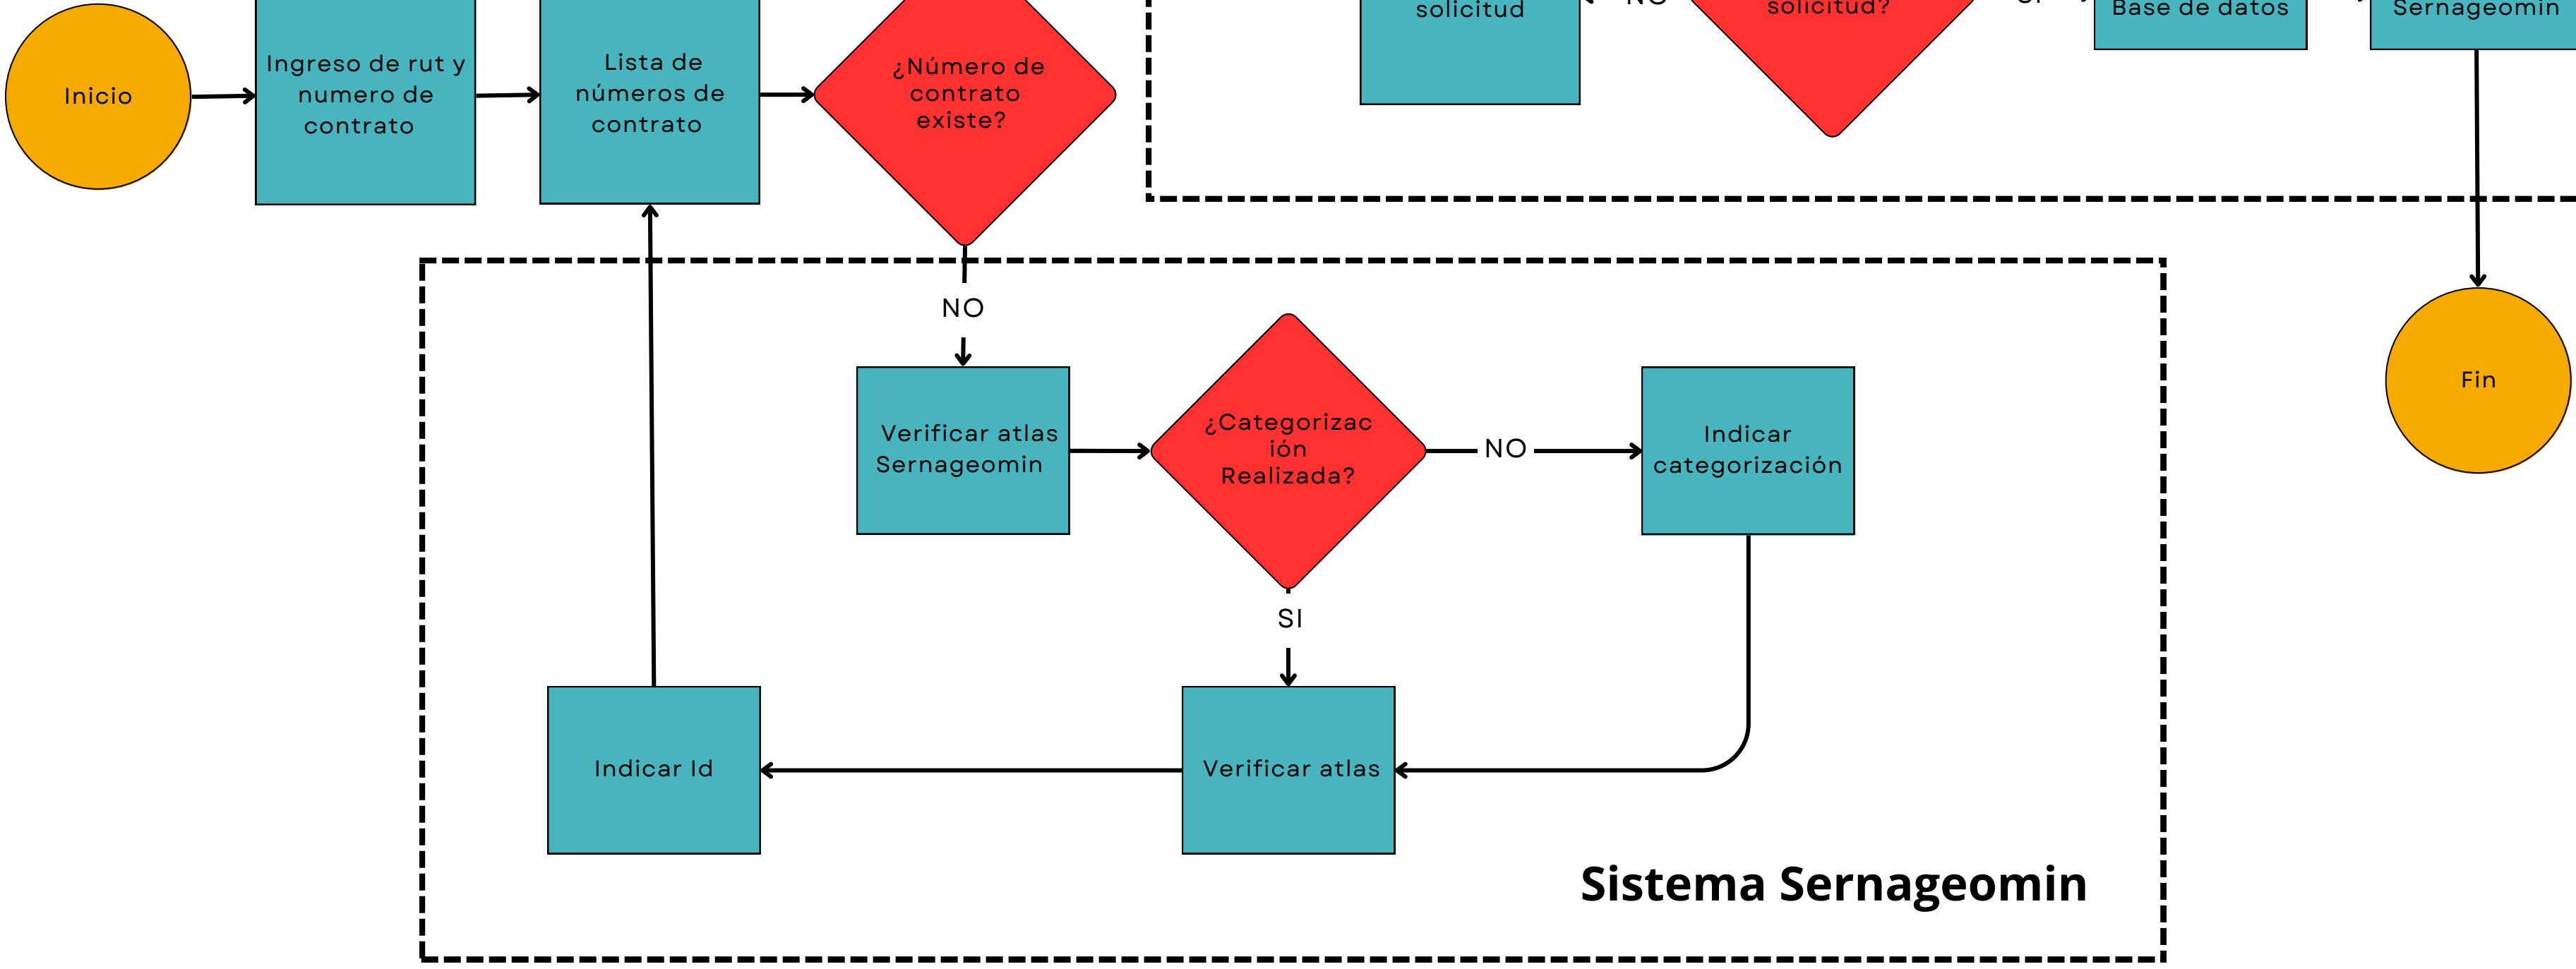 Inicio
Ingreso de rut y
numero de
contrato
Lista de
números de
contrato
¿Número de
contrato
existe?
solicitud
NO
solicitud?
SI
Base de datos
Sernageomin
NO
Verificar atlas
Sernageomin
¿Categorizac
ión
Realizada?
NO
Indicar
categorización
Fin
SI
Indicar Id
Verificar atlas
Sistema Sernageomin